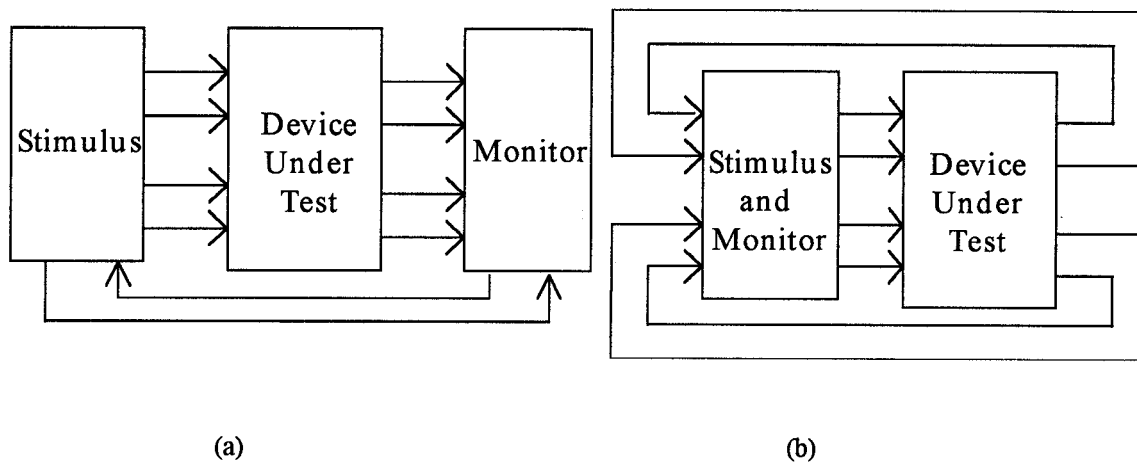 Stimulus
Device
Under
Test
Monitor
Stimulus
and
Monitor
Device
Under
Test
(a)
(b)